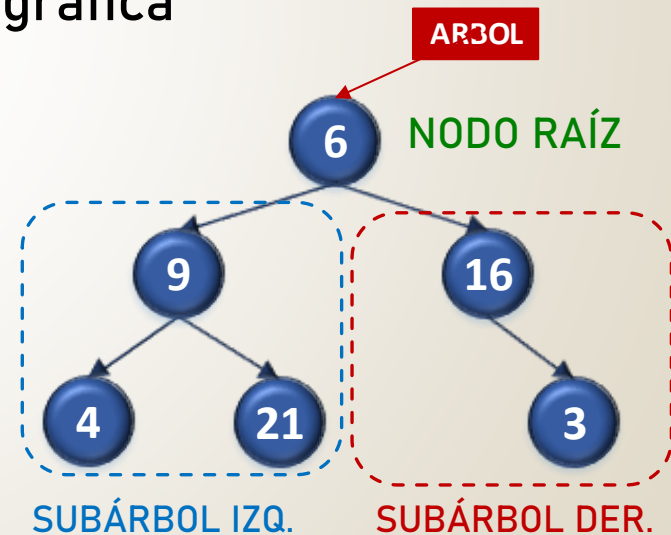 gráfica
ARBOL
6
NODO RAÍZ
9
16
4
21
3
SUBÁRBOL IZQ.
SUBÁRBOL DER.